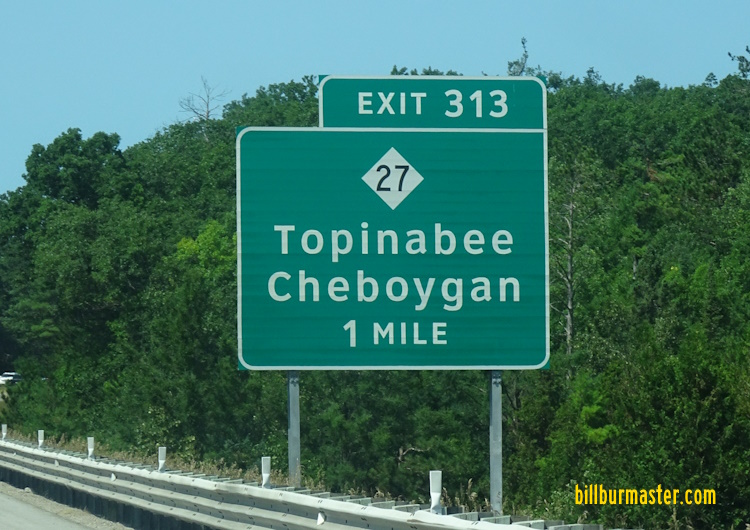 EXIT 313
27
Topinabee
Cheboygan
1 MILE
billburmaster.com